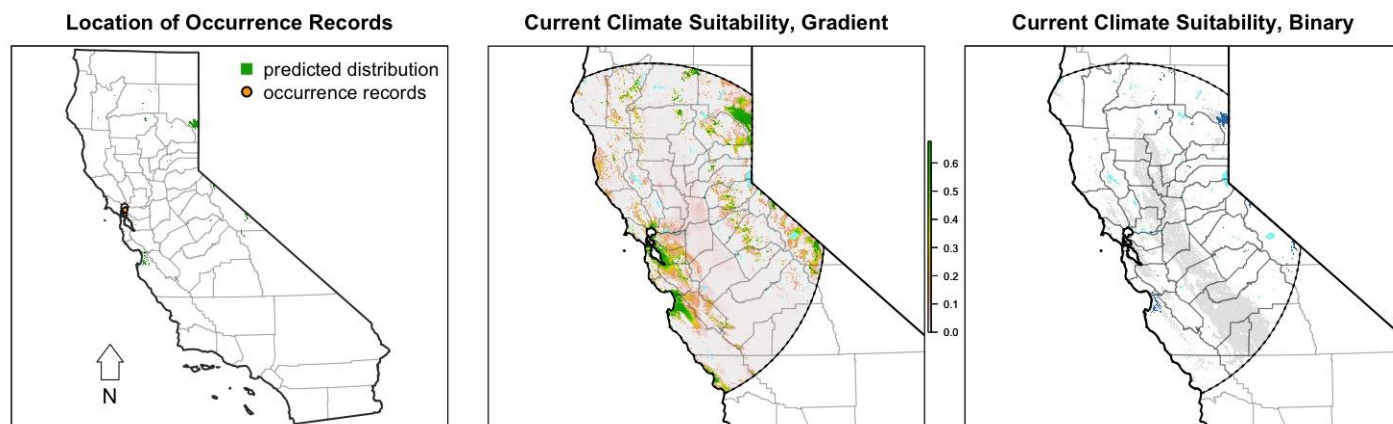 Location of Occurrence Records
predicted distribution
occurrence records
N
Current Climate Suitability, Gradient
0.6
0.5
0.4
0.3
0.2
0.1
0.0
Current Climate Suitability, Binary